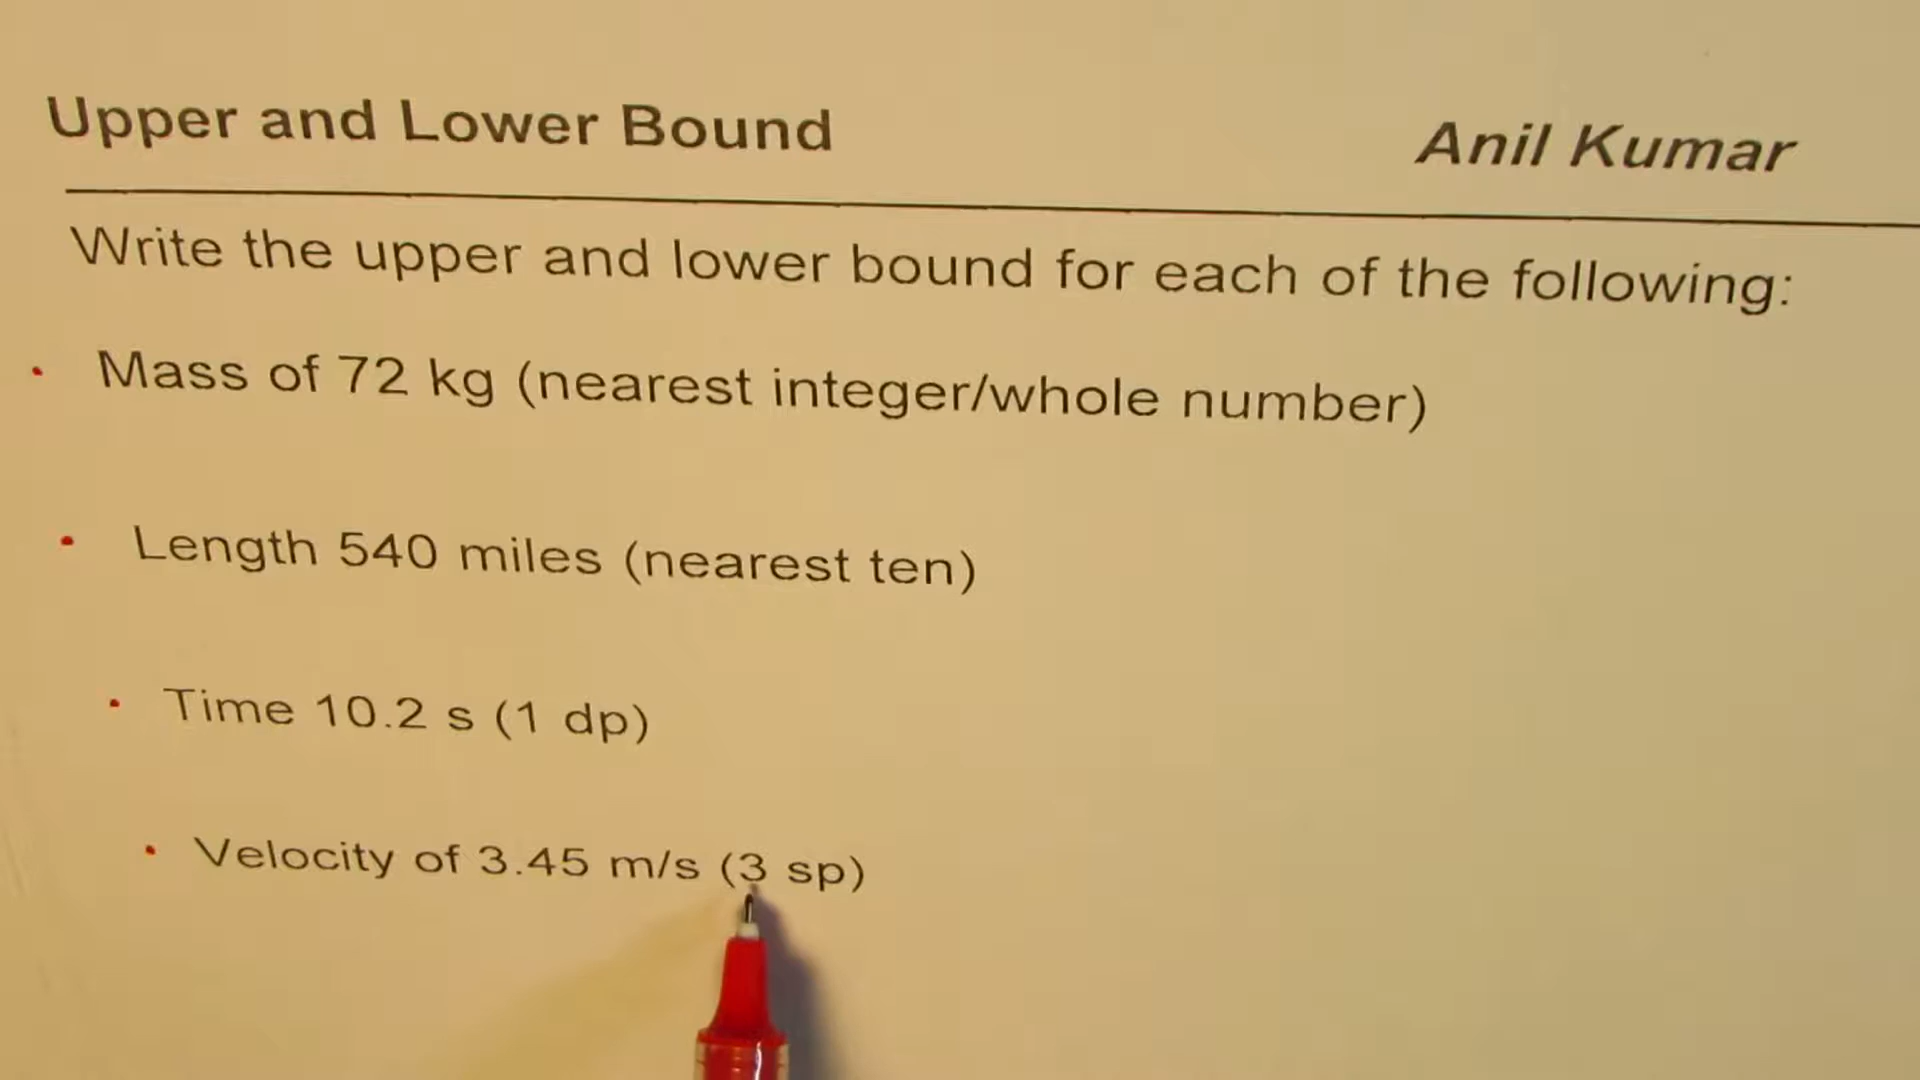 Upper and Lower Bound
Anil Kumar
Write the upper and lower bound for each of the following:
• Mass of 72 kg (nearest integer/whole number)
• Length 540 miles (nearest ten)
• Time 10.2 s (1 dp)
• Velocity of 3.45 m/s (3 sp)